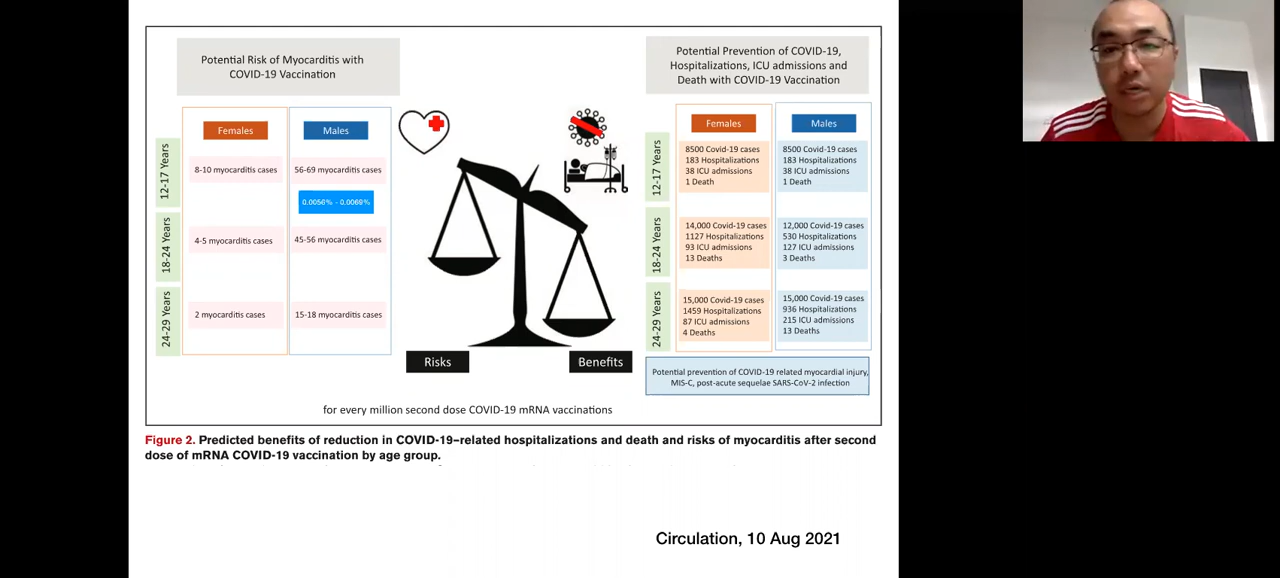 Potential Risk of Myocarditis with
COVID-19 Vaccination
Females
Males
12-17 Years
8-10 myocarditis cases
56-69 myocarditis cases
0.0056% - 0.0069%
18-24 Years
4-5 myocarditis cases
45-56 myocarditis cases
24-29 Years
2 myocarditis cases
15-18 myocarditis cases
Risks
Benefits
Potential Prevention of COVID-19,
Hospitalizations, ICU admissions and
Death with COVID-19 Vaccination
Females
Males
12-17 Years
8500 Covid-19 cases
183 Hospitalizations
38 ICU admissions
1 Death
8500 Covid-19 cases
183 Hospitalizations
38 ICU admissions
1 Death
18-24 Years
14,000 Covid-19 cases
1127 Hospitalizations
93 ICU admissions
13 Deaths
12,000 Covid-19 cases
530 Hospitalizations
127 ICU admissions
3 Deaths
24-29 Years
15,000 Covid-19 cases
1459 Hospitalizations
87 ICU admissions
4 Deaths
15,000 Covid-19 cases
936 Hospitalizations
215 ICU admissions
13 Deaths
Potential prevention of COVID-19 related myocardial injury,
MIS-C, post-acute sequelae SARS-CoV-2 infection
for every million second dose COVID-19 mRNA vaccinations
Figure 2. Predicted benefits of reduction in COVID-19–related hospitalizations and death and risks of myocarditis after second
dose of mRNA COVID-19 vaccination by age group.
Circulation, 10 Aug 2021